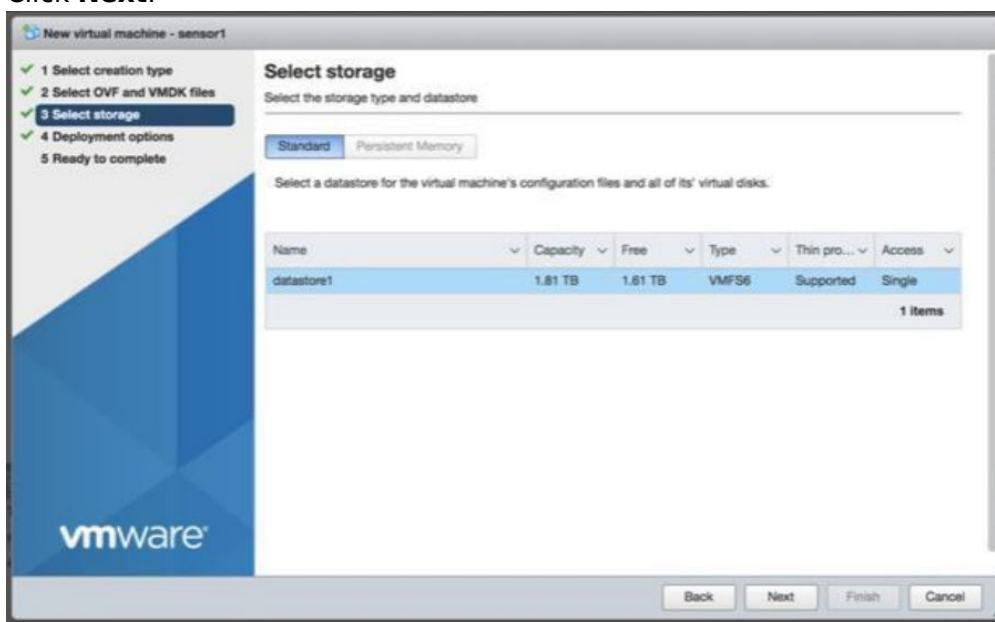 Click Next.
New virtual machine - sensor1
1 Select creation type
2 Select OVF and VMDK files
3 Select storage
4 Deployment options
5 Ready to complete
Select storage
Select the storage type and datastore
Standard Persistent Memory
Select a datastore for the virtual machine's configuration files and all of its' virtual disks.
Name Capacity Free Type Thin pro... Access
datastore1 1.81 TB 1.61 TB VMFS6 Supported Single
1 items
vmware
Back Next Finish Cancel